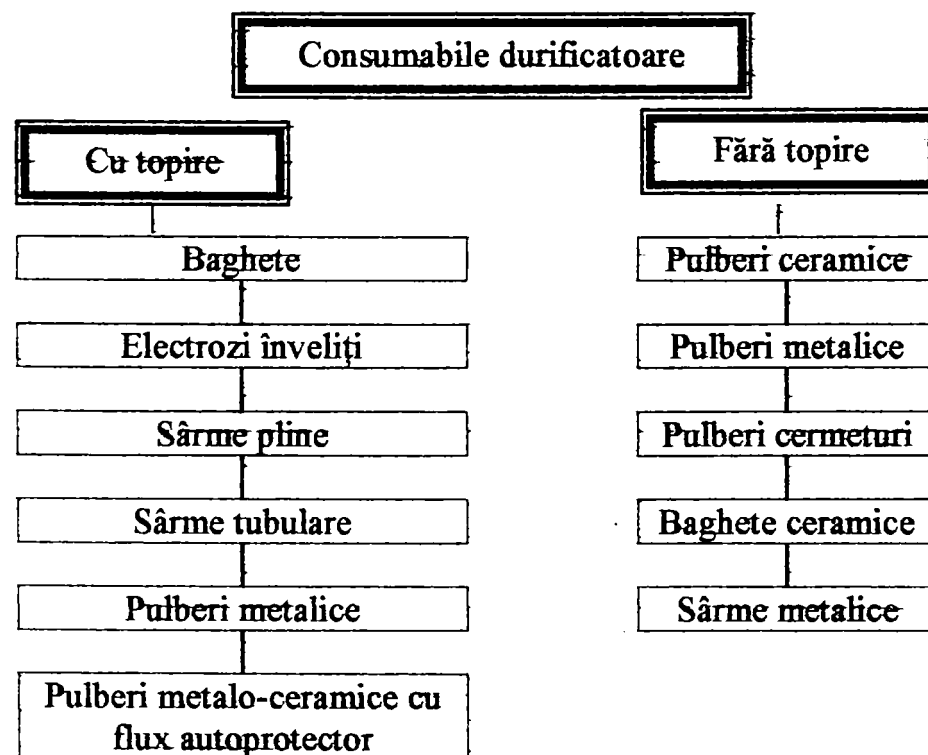 Consumabile durificatoare
Cu topire
Baghete
Electrozi înveliți
Sârme pline
Sârme tubulare
Pulberi metalice
Pulberi metalo-ceramice cu
flux autoprotector
Fără topire
Pulberi ceramice
Pulberi metalice
Pulberi cermeturi
Baghete ceramice
Sârme metalice